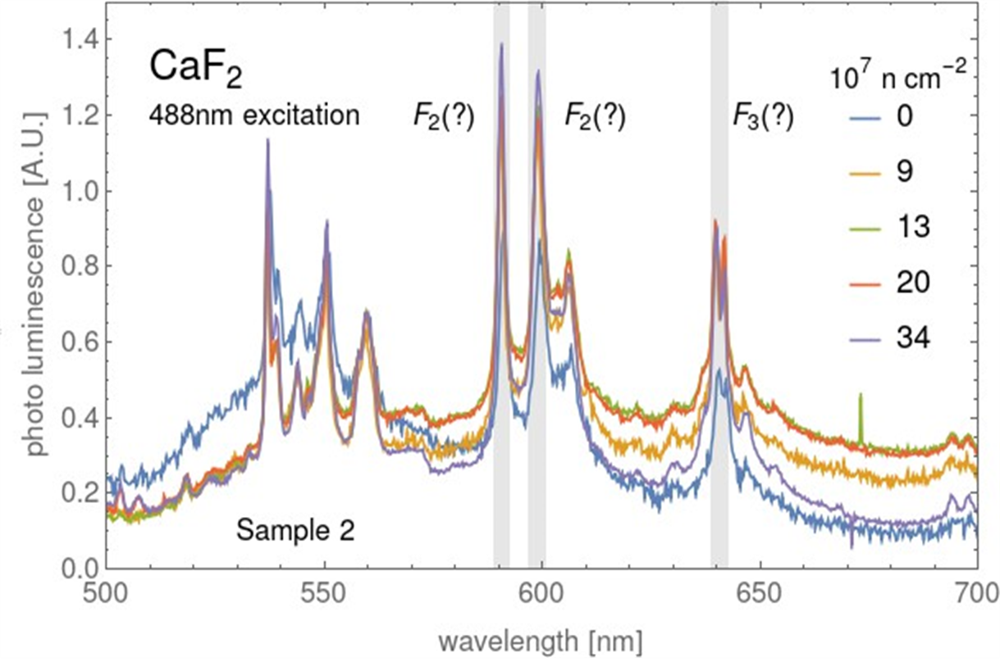 CaF₂
488nm excitation
F₂(?)
F₂(?)
F₃(?)
10⁷ n cm⁻²
0
9
13
20
34
Sample 2
photo luminescence [A.U.]
1.4
1.2
1.0
0.8
0.6
0.4
0.2
0.0
500
550
600
650
700
wavelength [nm]